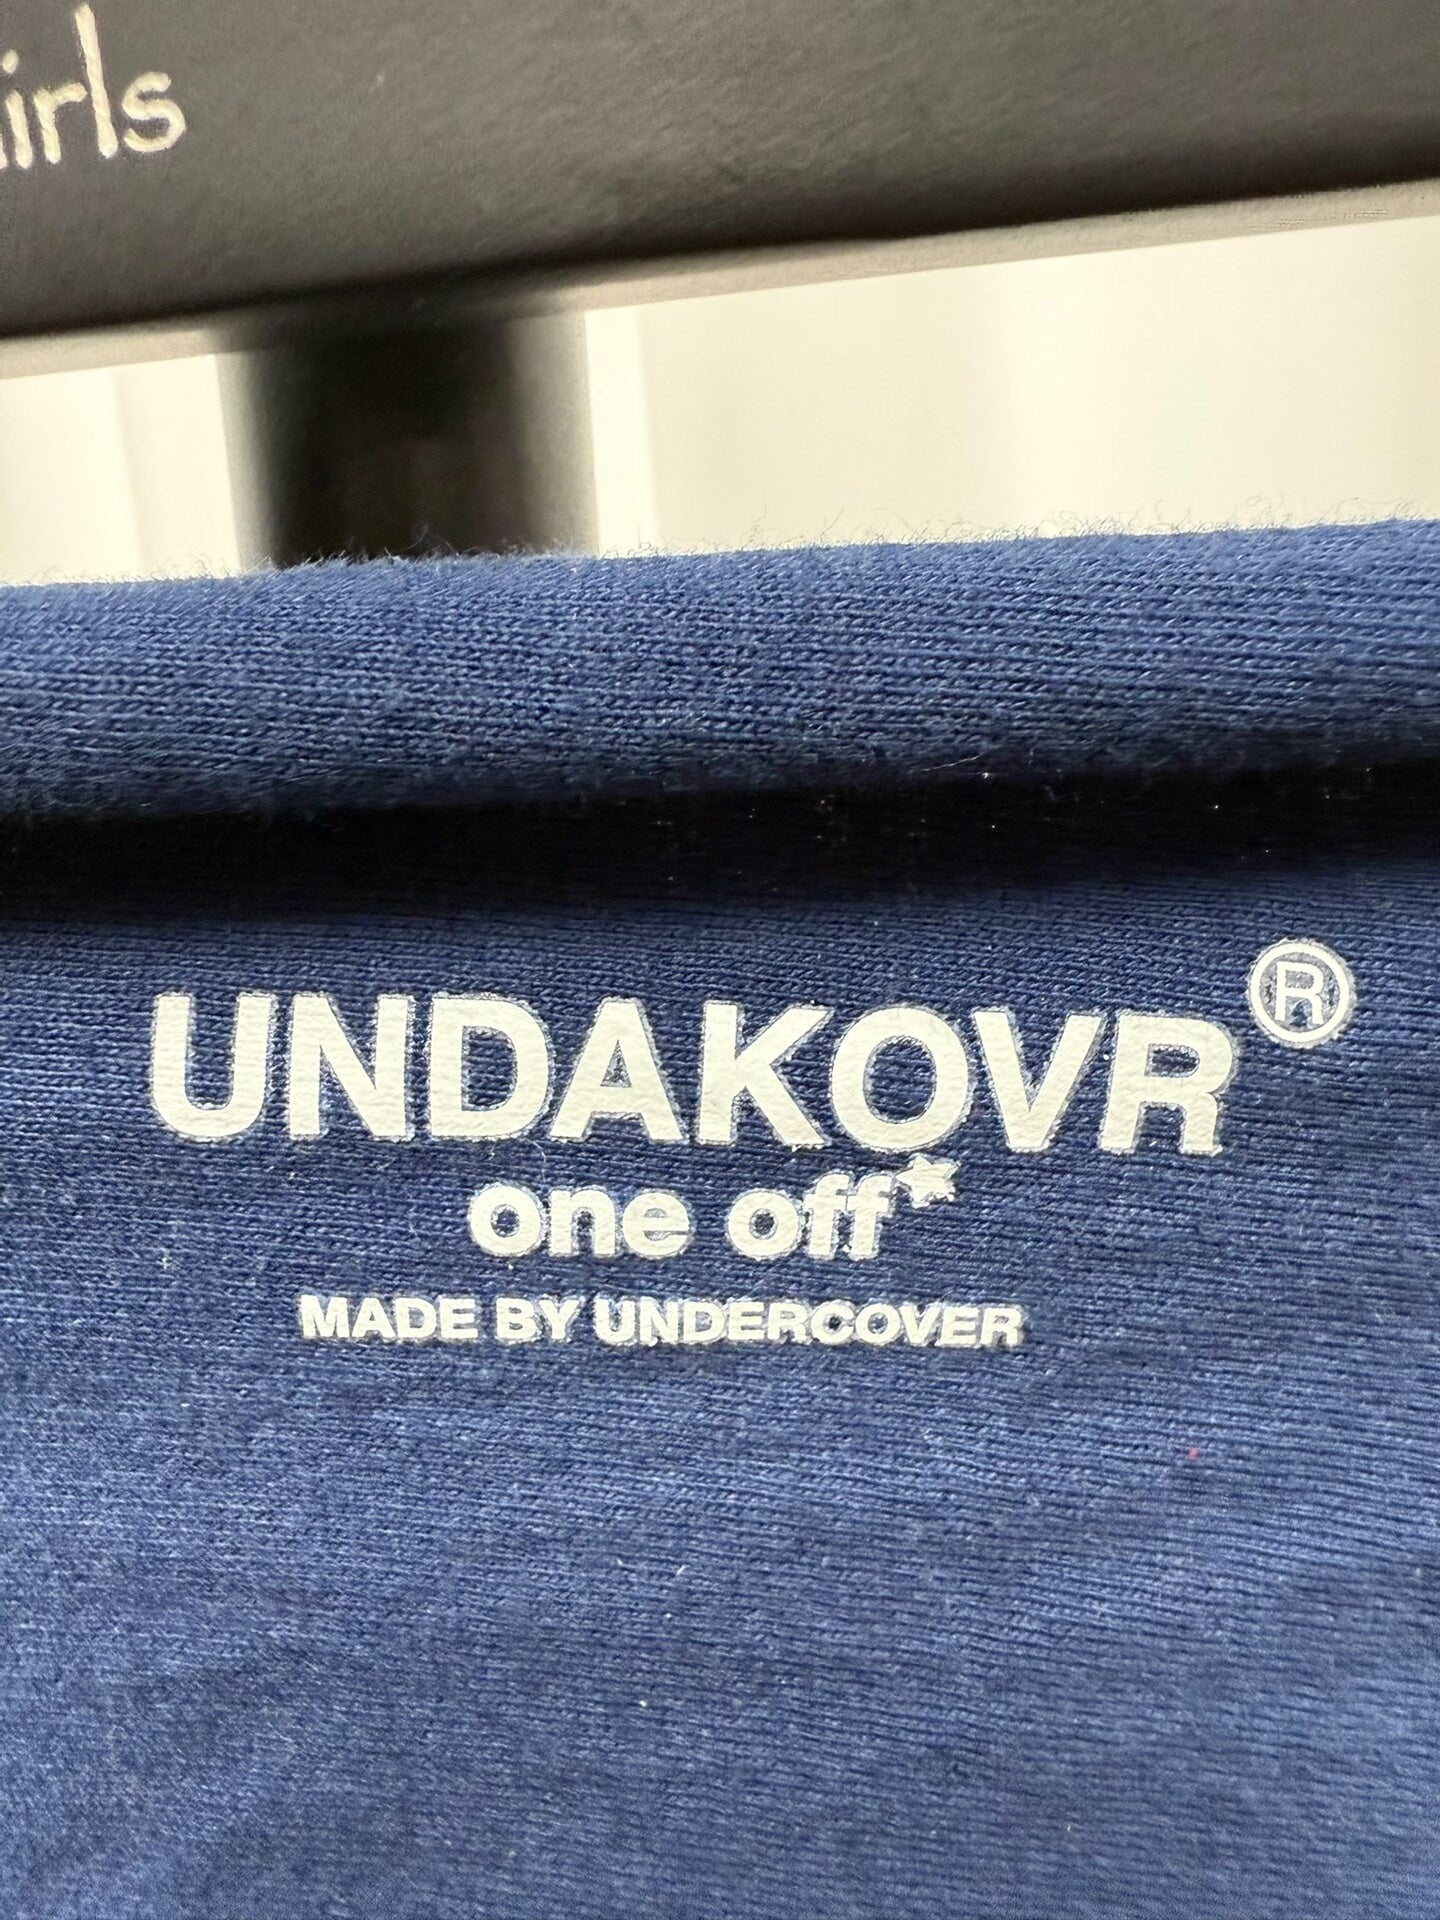 irls
UNDAKOVR®
one off★
MADE BY UNDERCOVER